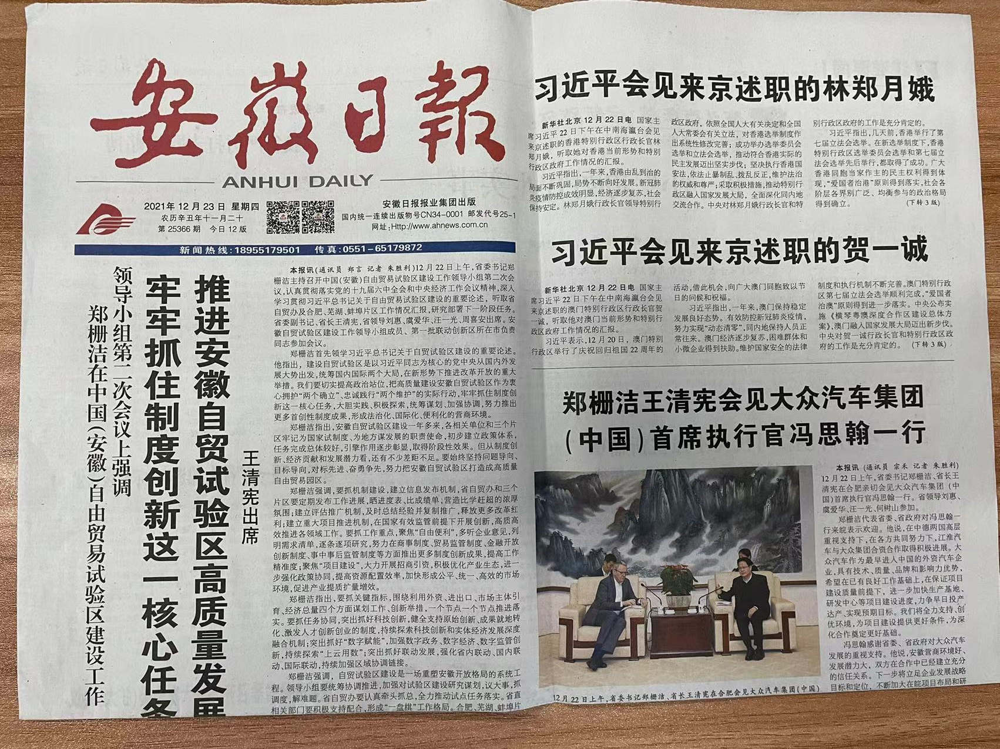 安徽日報
ANHUI DAILY
2021年12月23日 星期四
农历辛丑年十一月二十
第25366期 今日12版
安徽日报报业集团出版
国内统一连续出版物号CN34-0001 邮发代号25-1
网址:Http://www.ahnews.com.cn
新闻热线:18955179501 传真:0551-65179872
郑栅洁在中国(安徽)自由贸易试验区建设工作
领导小组第二次会议上强调
牢牢抓住制度创新这一核心任务
推进安徽自贸试验区高质量发展
王清宪出席
本报讯(通讯员 郑言 记者 朱胜利)12月22日上午,省委书记郑
栅洁主持召开中国(安徽)自由贸易试验区建设工作领导小组第二次会
议,认真贯彻落实党的十九届六中全会和中央经济工作会议精神,深入
学习贯彻习近平总书记关于自由贸易试验区建设的重要论述,听取省
自贸办及合肥、芜湖、蚌埠片区工作情况汇报,研究部署下一阶段任务。
省委副书记、省长王清宪,省领导刘惠、虞爱华、汪一光、周喜安出席。安
徽自贸试验区建设工作领导小组成员、第一批联动创新区所在市负责
同志参加会议。
郑栅洁首先领学习近平总书记关于自贸试验区建设的重要论述。
他指出，建设自贸试验区是以习近平同志为核心的党中央从国内外发
展大势出发,统筹国内国际两个大局,在新形势下推进改革开放的重大
举措。我们要切实提高政治站位,把高质量建设安徽自贸试验区作为衷
心拥护“两个确立”、忠诚践行“两个维护”的实际行动,牢牢抓住制度创
新这一核心任务,大胆实践、积极探索,统筹谋划、加强协调,努力推出
更多首创性制度成果,形成法治化、国际化、便利化的营商环境。
郑栅洁指出,安徽自贸试验区建设一年多来,各相关单位和三个片
区牢记为国家试制度、为地方谋发展的职责使命,初步建立政策体系,
任务完成总体较好,引擎作用逐步彰显,取得阶段性效果。但从制度创
新、经济贡献和发展潜力看,还有不少差距不足。要始终坚持问题导向、
目标导向,对标先进、奋勇争先,努力把安徽自贸试验区打造成高质量
自由贸易园区。
郑栅洁强调,要抓机制建设,建立信息发布机制,省自贸办和三个
片区要定期发布工作进展,晒进度表、比成绩单,营造比学赶超的浓厚
氛围;建立评估推广机制,及时总结经验并复制推广，释放更多改革红
利;建立重大项目推进机制,在国家有效监管前提下开展创新,高质高
效推进各领域工作。要抓工作重点,聚焦“自由便利”,多听企业意见,列
明需求清单,逐条逐项研究,努力在商事制度、贸易监管制度、金融开放
创新制度、事中事后监管制度等方面推出更多制度创新成果,提高工作
精准度;聚焦“项目建设”,大力开展招商引资,积极优化产业生态,进一
步强化政策协同,提高资源配置效率,加快形成公平、统一、高效的市场
环境,促进产业提质扩量增效。
郑栅洁指出,要抓关键指标,围绕利用外资、进出口、市场主体引
育、经济总量四个方面谋划工作、创新举措,一个节点一个节点推进落
实。要抓任务协同,突出抓好科技创新,健全支持原始创新、成果就地转
化、激发人才创新创业的制度,持续探索科技创新和实体经济发展深度
融合机制;突出抓好“数字赋能”,加强数字政务、数字经济、数字监管创
新,持续探索“上云用数”;突出抓好联动发展,强化省内联动、国内联
动、国际联动,持续加强区域协调链接。
郑栅洁强调，自贸试验区建设是一场重塑安徽开放格局的系统工
程。领导小组要统筹协调推进,加强对试验区建设研究谋划,议大事,抓
调度,解难题。省自贸办要认真牵头抓总,全力推动试点任务落实。省直
相关部门要积极支持配合,形成“一盘棋”工作格局。合肥、芜湖、蚌埠片
习近平会见来京述职的林郑月娥
新华社北京12月22日电 国家主
席习近平22日下午在中南海瀛台会见
来京述职的香港特别行政区行政长官林
郑月娥，听取她对香港当前形势和特别
行政区政府工作情况的汇报。
习近平指出,一年来,香港由乱到治的
局面不断巩固,局势不断向好发展。新冠肺
炎疫情防控成效明显,经济逐步复苏,社会
保持安定。林郑月娥行政长官领导特别行
政区政府，依照全国人大有关决定和全国
人大常委会有关立法，对香港选举制度作
出系统性修改完善；成功举办选举委员会
选举和立法会选举，推动符合香港实际的
民主发展迈出坚实步伐；坚决执行香港国
安法,依法止暴制乱、拨乱反正,维护法治
的权威和尊严;采取积极措施,推动特别行
政区融入国家发展大局，全面深化同内地
交流合作。中央对林郑月娥行政长官和特
别行政区政府的工作是充分肯定的。
习近平指出,几天前,香港举行了第
七届立法会选举。在新选举制度下,香港
特别行政区选举委员会选举和第七届立
法会选举先后举行,都取得了成功。广大
香港同胞当家作主的民主权利得到体
现,“爱国者治港”原则得到落实,社会各
阶层各界别广泛、均衡参与的政治格局
得到确立。 (下转3版)
习近平会见来京述职的贺一诚
新华社北京12月22日电 国家主
席习近平22日下午在中南海瀛台会见
来京述职的澳门特别行政区行政长官贺
一诚，听取他对澳门当前形势和特别行
政区政府工作情况的汇报。
习近平表示,12月20日，澳门特别
行政区举行了庆祝回归祖国22周年的
活动,借此机会,向广大澳门同胞致以节
日的问候和祝福。
习近平指出,一年来,澳门保持稳定
发展良好态势。有效防控新冠肺炎疫情,
努力实现“动态清零”,同内地保持人员正
常往来。澳门经济逐步复苏,困难群体和
小微企业得到扶助。维护国家安全的法律
制度和执行机制不断完善。澳门特别行政
区第七届立法会选举顺利完成,“爱国者
治澳”原则得到进一步落实。中央公布实
施《横琴粤澳深度合作区建设总体方
案》,澳门融入国家发展大局迈出新步伐。
中央对贺一诚行政长官和特别行政区政
府的工作是充分肯定的。 (下转3版)
郑栅洁王清宪会见大众汽车集团
(中国)首席执行官冯思翰一行
本报讯 (通讯员 宗禾 记者 朱胜利)
12月22日上午,省委书记郑栅洁、省长王
清宪在合肥亲切会见大众汽车集团（中
国)首席执行官冯思翰一行。省领导刘惠、
虞爱华、汪一光、何树山参加。
郑栅洁代表省委、省政府对冯思翰一
行来皖表示欢迎。他说,在中德两国高层
重视支持下,在各方共同努力下,江淮汽
车与大众集团合资合作取得积极进展。大
众汽车作为最早进入中国的外资汽车企
业,具有技术、质量、品牌和影响力优势,
希望在已有良好工作基础上,在保证项目
建设质量前提下，进一步加快生产基地、
研发中心等项目建设进度,力争早日投产
达产、实现预期目标。我们将全力支持、创
优环境,为项目建设提供更好条件,为深
化合作奠定更好基础。
冯思翰感谢省委、省政府对大众汽车
发展的重视支持。他说,安徽营商环境好、
发展潜力大，双方在合作中已经建立充分
的信任关系。下一步将立足企业发展战略
目标和定位，不断加大在皖项目布局和研
12月22日上午,省委书记郑栅洁、省长王清宪在合肥会见大众汽车集团(中国)